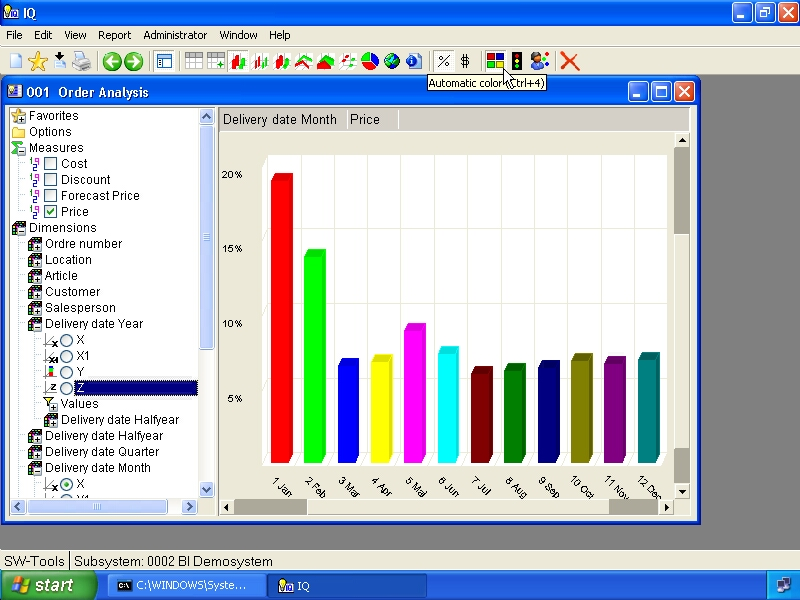 IQ
File Edit View Report Administrator Window Help
% $
Automatic color
trl+4)
001 Order Analysis
Favorites
Options
Measures
Cost
Discount
Forecast Price
Price
Dimensions
Ordre number
Location
Article
Customer
Salesperson
Delivery date Year
X
X1
Y
Z
Values
Delivery date Halfyear
Delivery date Halfyear
Delivery date Quarter
Delivery date Month
X
Delivery date Month Price
20%
15%
10%
5%
1 Jan 2 Feb 3 Mar 4 Apr 5 Maj 6 Jun 7 Jul 8 Aug 9 Sep 10 Oct 11 Nov 12 Dec
SW-Tools Subsystem: 0002 BI Demosystem
start C:\WINDOWS\Syste... IQ